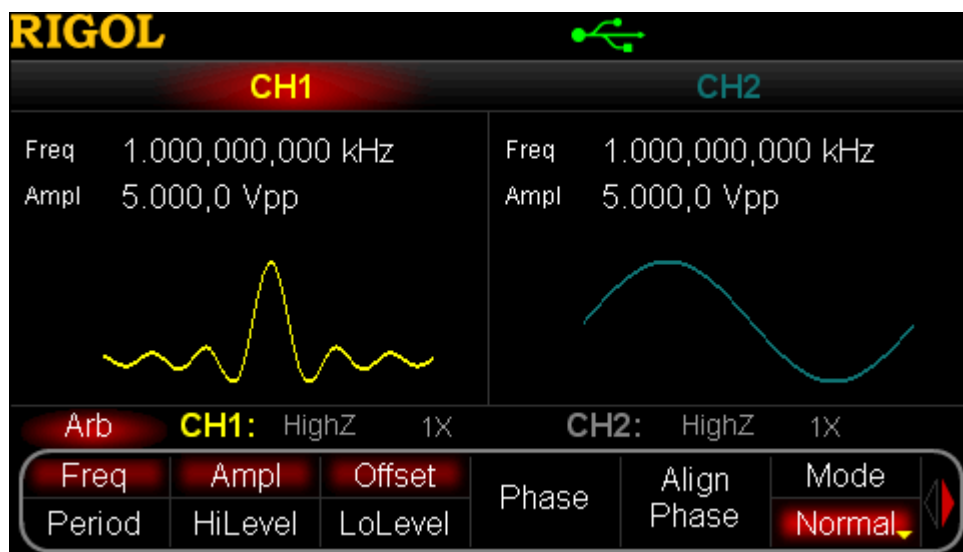 RIGOL
CH1 CH2
Freq 1.000,000,000 kHz Freq 1.000,000,000 kHz
Ampl 5.000,0 Vpp Ampl 5.000,0 Vpp
Arb CH1: HighZ 1X CH2: HighZ 1X
Freq Ampl Offset Phase Align Phase Mode
Period HiLevel LoLevel Normal